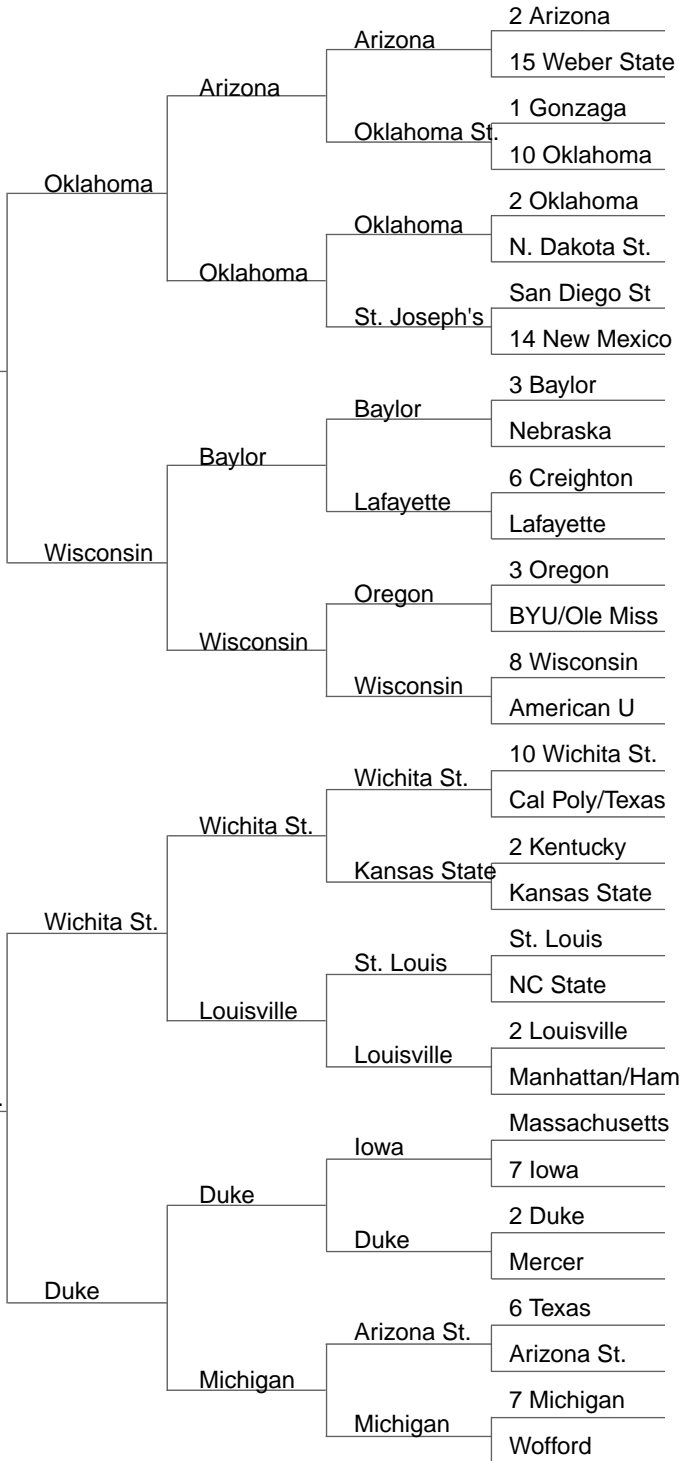 2 Arizona
Arizona
15 Weber State
Arizona
1 Gonzaga
Oklahoma St.
10 Oklahoma
Oklahoma
2 Oklahoma
Oklahoma
N. Dakota St.
Oklahoma
San Diego St
St. Joseph's
14 New Mexico
3 Baylor
Baylor
Nebraska
Baylor
6 Creighton
Lafayette
Lafayette
Wisconsin
3 Oregon
Oregon
BYU/Ole Miss
Wisconsin
8 Wisconsin
Wisconsin
American U
10 Wichita St.
Wichita St.
Cal Poly/Texas
Wichita St.
2 Kentucky
Kansas State
Kansas State
Wichita St.
St. Louis
St. Louis
NC State
Louisville
2 Louisville
Louisville
Manhattan/Ham
Massachusetts
Iowa
7 Iowa
Duke
2 Duke
Duke
Mercer
Duke
6 Texas
Arizona St.
Arizona St.
Michigan
7 Michigan
Michigan
Wofford